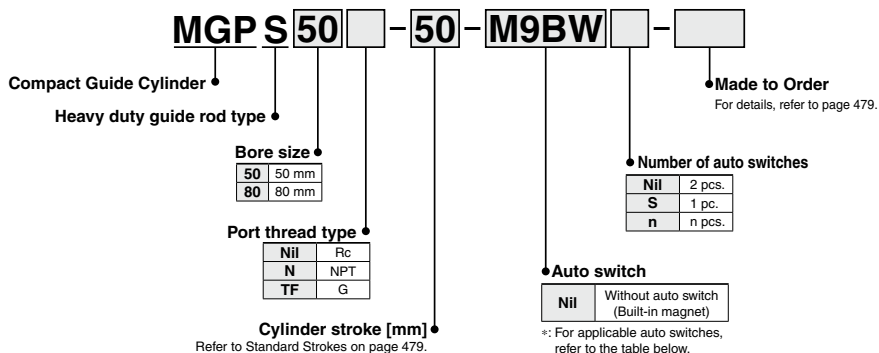 MGP S 50 - 50 - M9BW -
Compact Guide Cylinder
Heavy duty guide rod type
Bore size
50 50 mm
80 80 mm
Port thread type
Nil Rc
N NPT
TF G
Cylinder stroke [mm]
Refer to Standard Strokes on page 479.
Made to Order
For details, refer to page 479.
Number of auto switches
Nil 2 pcs.
S 1 pc.
n n pcs.
Auto switch
Nil Without auto switch
(Built-in magnet)
∗: For applicable auto switches,
refer to the table below.